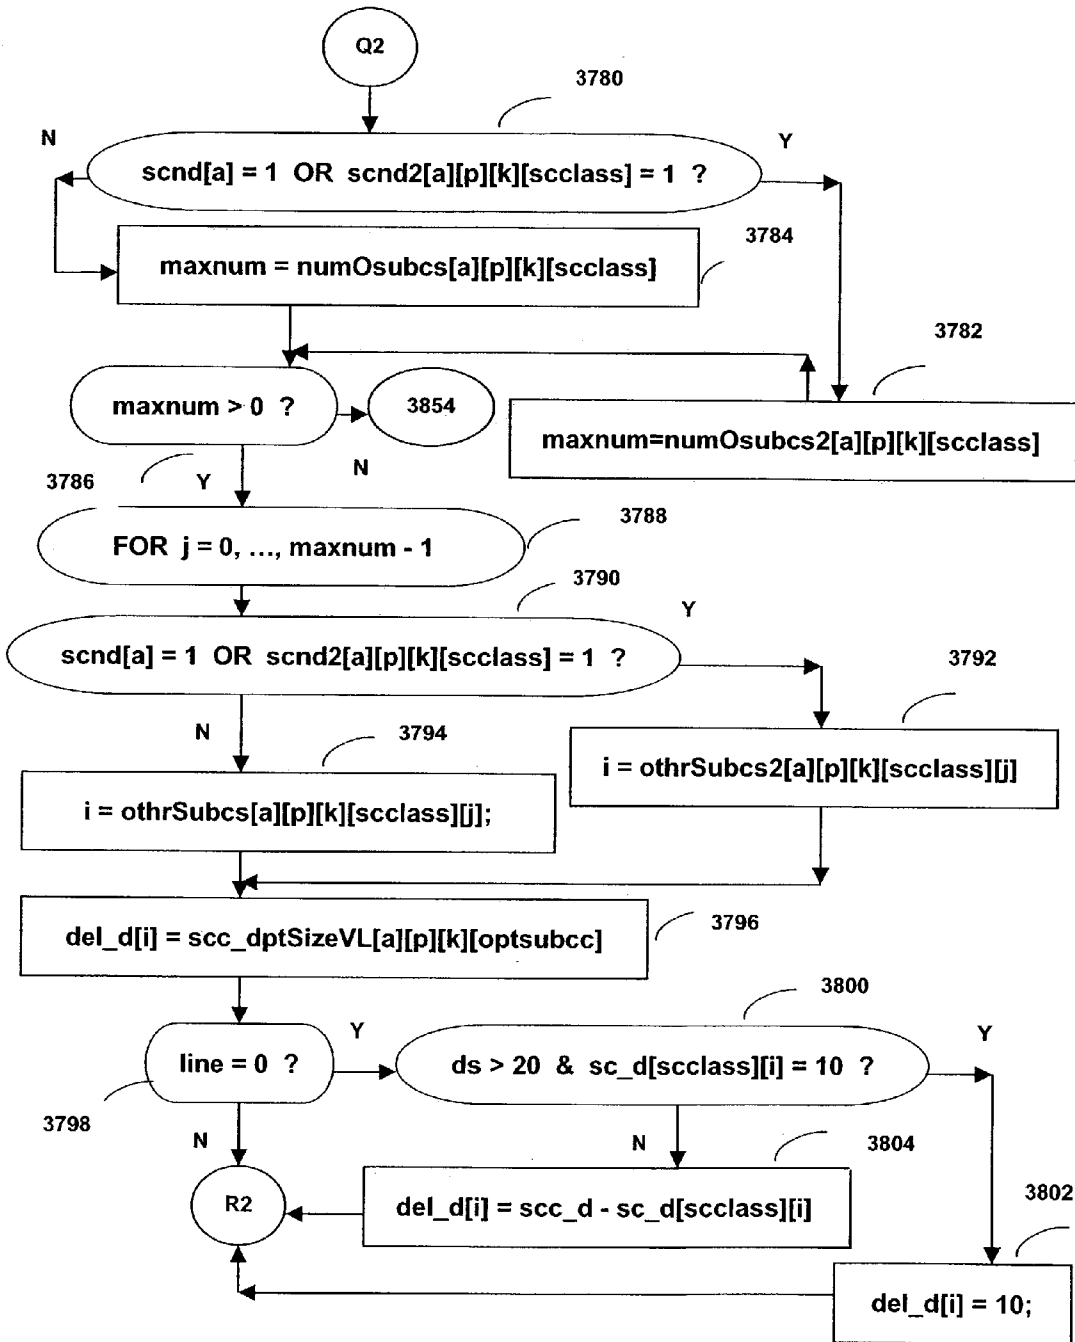 Q2
3780
N
Y
scnd[a] = 1 OR scnd2[a][p][k][scclass] = 1 ?
3784
maxnum = numOsubcs[a][p][k][scclass]
3782
maxnum > 0 ?
3854
maxnum=numOsubcs2[a][p][k][scclass]
N
3786
Y
3788
FOR j = 0, ..., maxnum - 1
3790
Y
scnd[a] = 1 OR scnd2[a][p][k][scclass] = 1 ?
3792
N
3794
i = othrSubcs2[a][p][k][scclass][j]
i = othrSubcs[a][p][k][scclass][j];
del_d[i] = scc_dptSizeVL[a][p][k][optsubcc]
3796
3800
Y
Y
line = 0 ?
ds > 20 & sc_d[scclass][i] = 10 ?
3798
N
N
3804
R2
del_d[i] = scc_d - sc_d[scclass][i]
3802
del_d[i] = 10;